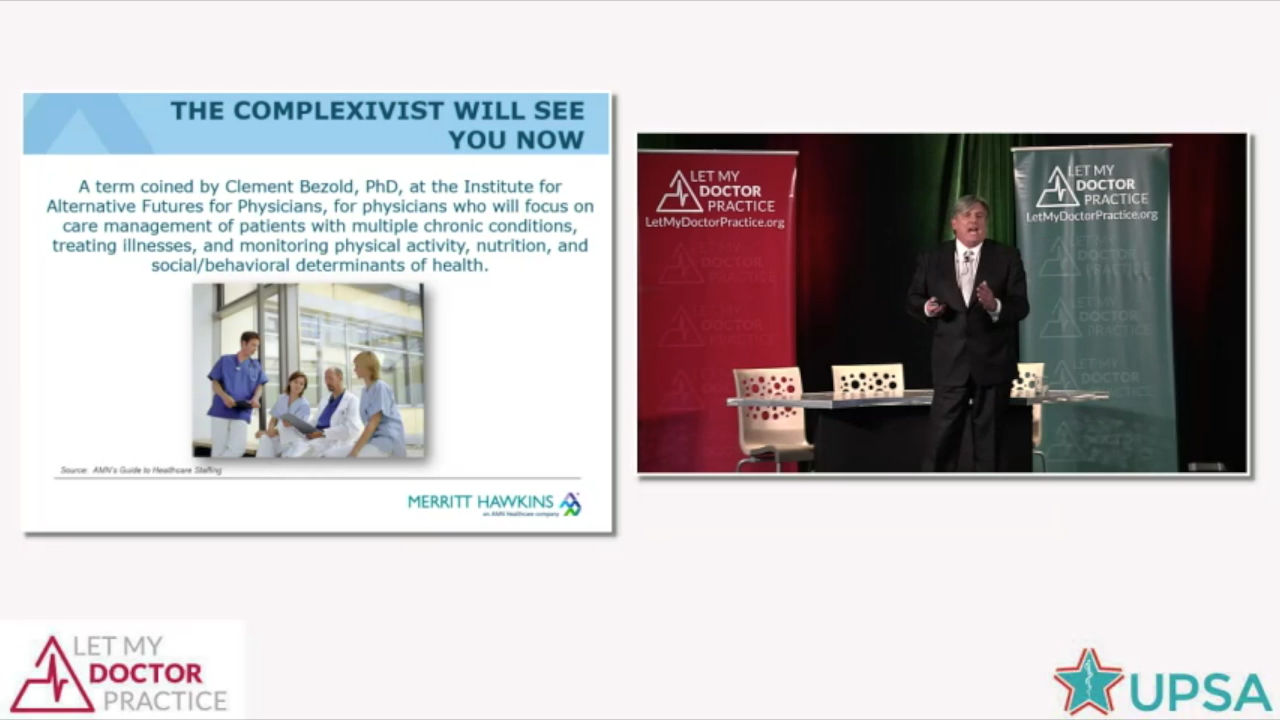 THE COMPLEXIVIST WILL SEE
YOU NOW
A term coined by Clement Bezold, PhD, at the Institute for
Alternative Futures for Physicians, for physicians who will focus on
care management of patients with multiple chronic conditions,
treating illnesses, and monitoring physical activity, nutrition, and
social/behavioral determinants of health.
Source: AMN's Guide to Healthcare Staffing
MERRITT HAWKINS
an AMN Healthcare company
LET MY
DOCTOR
PRACTICE
LetMyDoctorPractice.org
LET MY
DOCTOR
PRACTICE
LetMyDoctorPractice.org
LET MY
DOCTOR
PRACTICE
UPSA